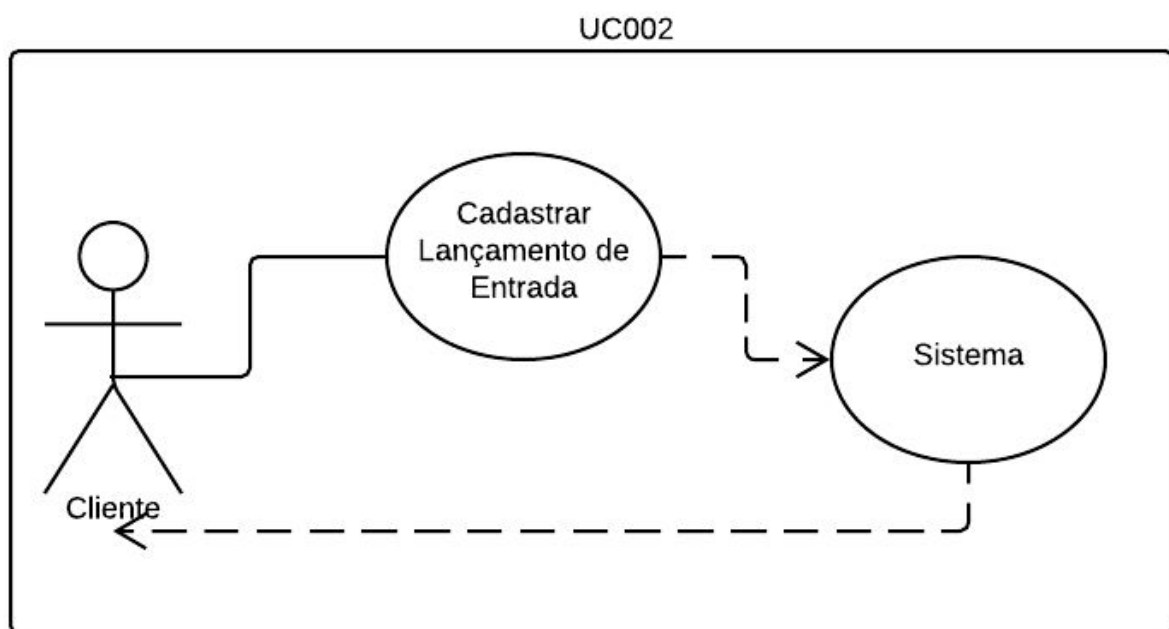 UC002
Cadastrar
Lançamento de
Entrada
Sistema
Cliente